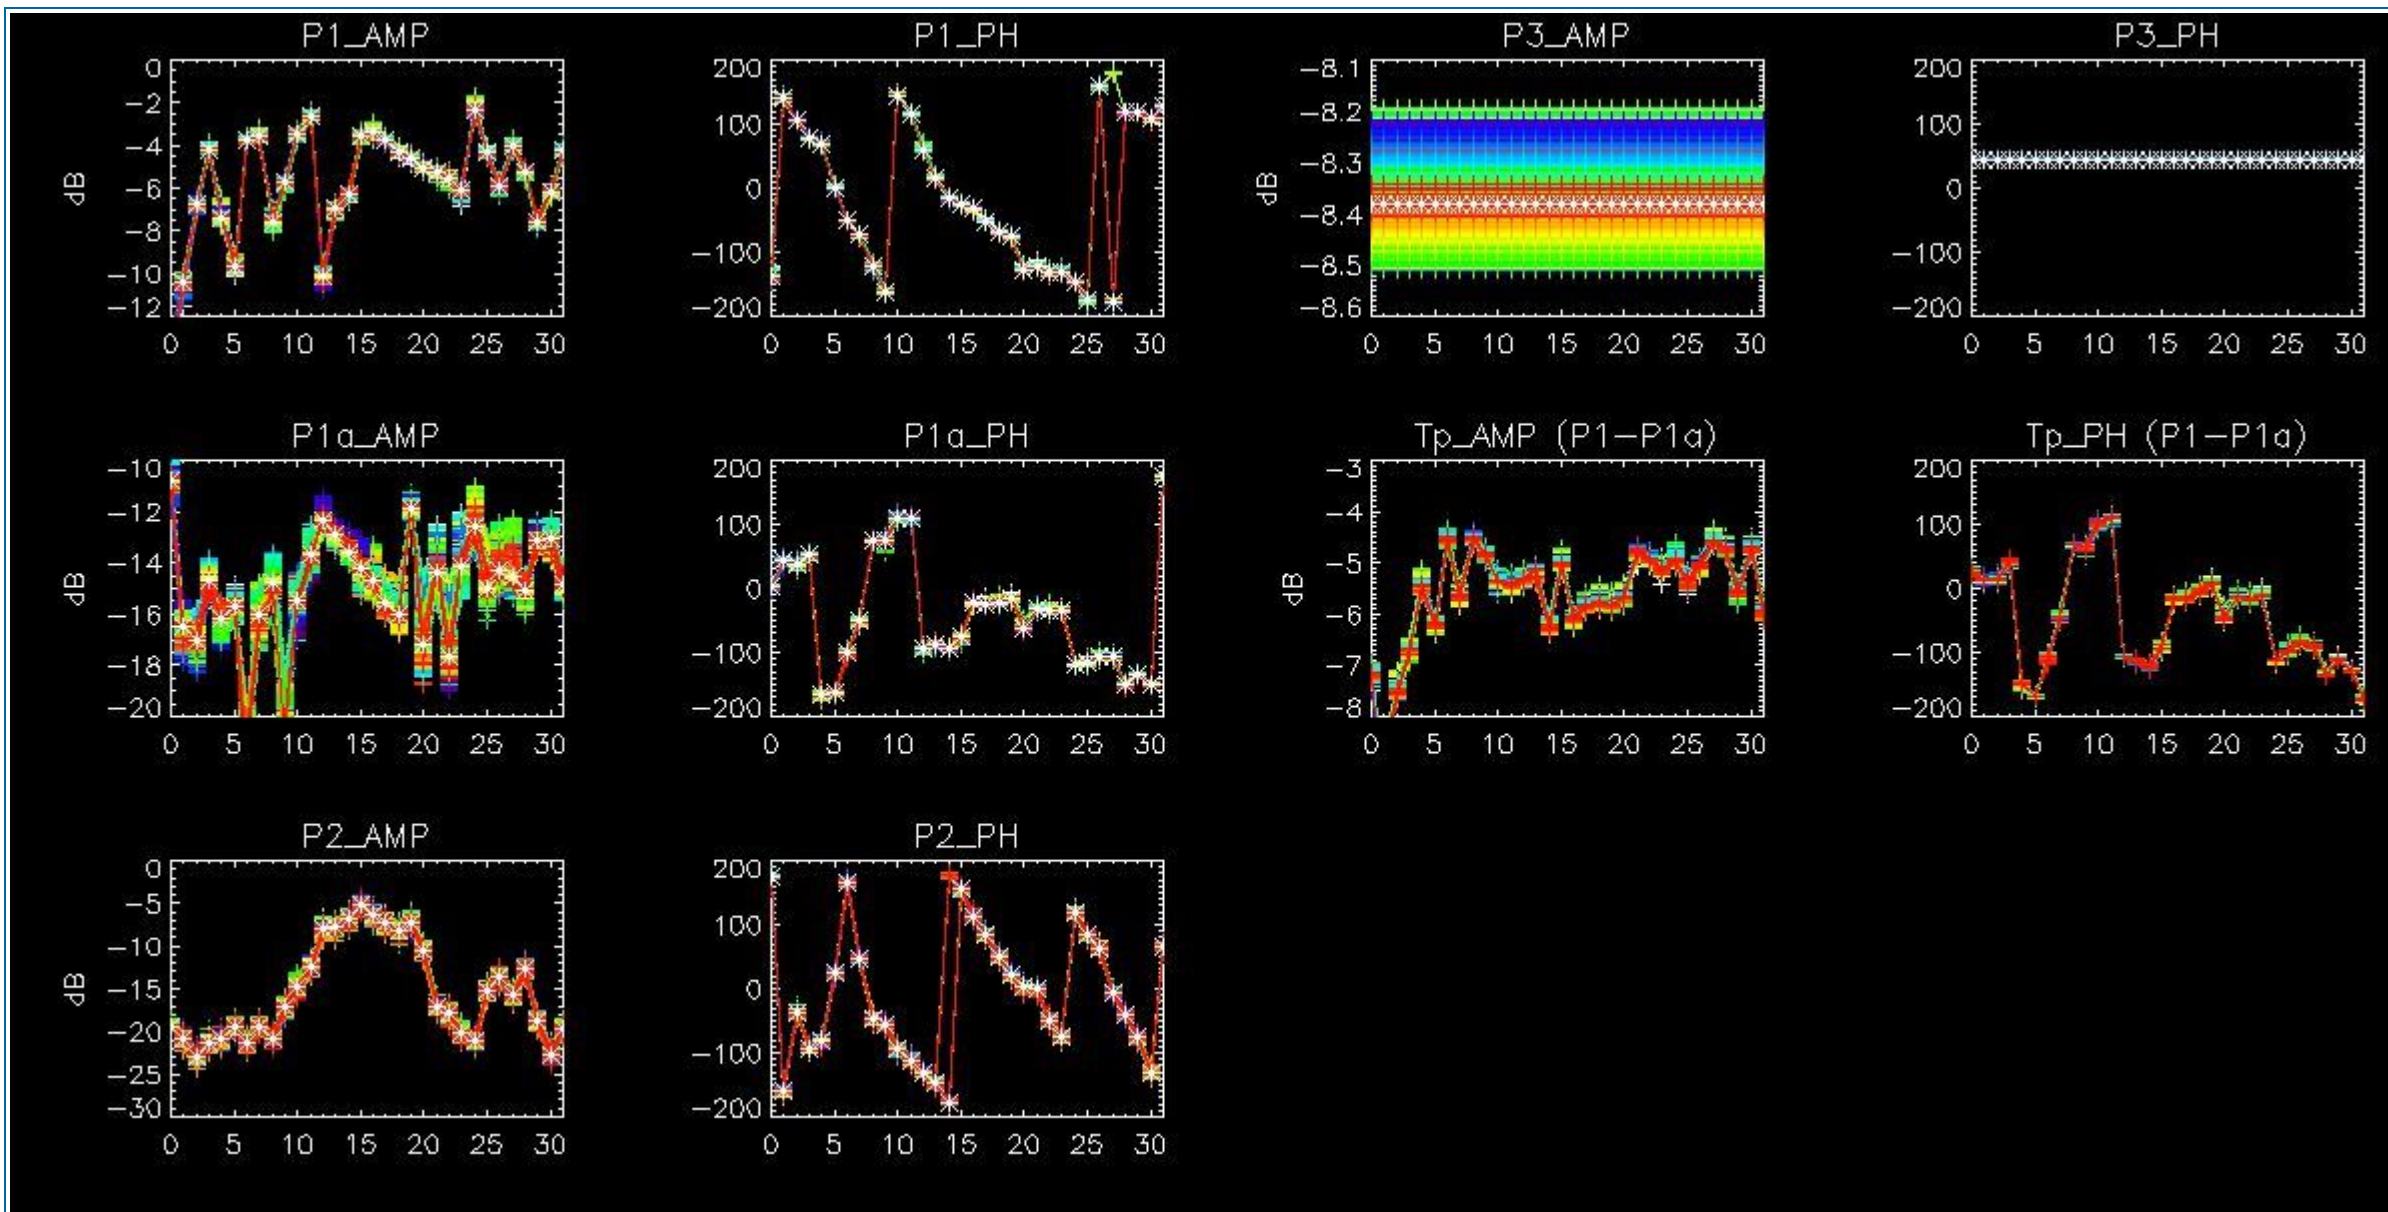 P1_AMP
0
−2
−4
−6
−8
−10
−12
dB
0 5 10 15 20 25 30
P1_PH
200
100
0
−100
−200
0 5 10 15 20 25 30
P3_AMP
−8.1
−8.2
−8.3
−8.4
−8.5
−8.6
dB
0 5 10 15 20 25 30
P3_PH
200
100
0
−100
−200
0 5 10 15 20 25 30
P1a_AMP
−10
−12
−14
−16
−18
−20
dB
0 5 10 15 20 25 30
P1a_PH
200
100
0
−100
−200
0 5 10 15 20 25 30
Tp_AMP (P1−P1a)
−3
−4
−5
−6
−7
−8
dB
0 5 10 15 20 25 30
Tp_PH (P1−P1a)
200
100
0
−100
−200
0 5 10 15 20 25 30
P2_AMP
0
−5
−10
−15
−20
−25
−30
dB
0 5 10 15 20 25 30
P2_PH
200
100
0
−100
−200
0 5 10 15 20 25 30